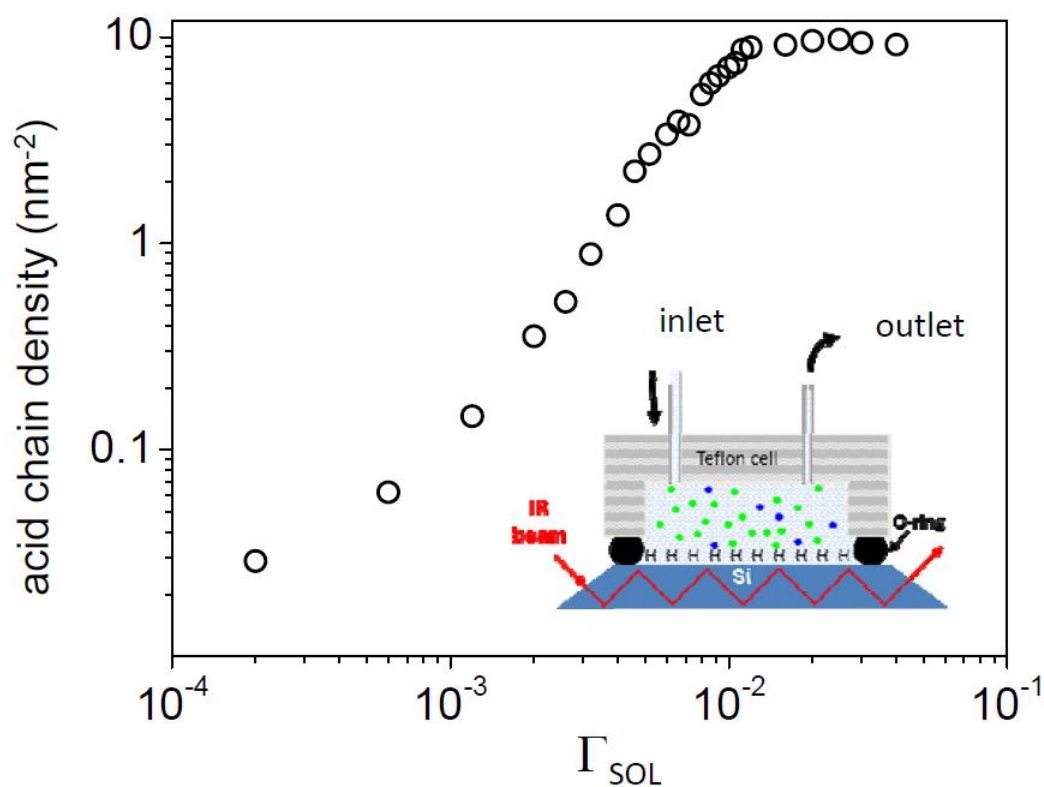 acid chain density (nm⁻²)
10
1
0.1
10⁻⁴
10⁻³
10⁻²
10⁻¹
Γ_SOL
inlet
outlet
Teflon cell
IR
beam
O-ring
H H H H H H H H H H H H
Si